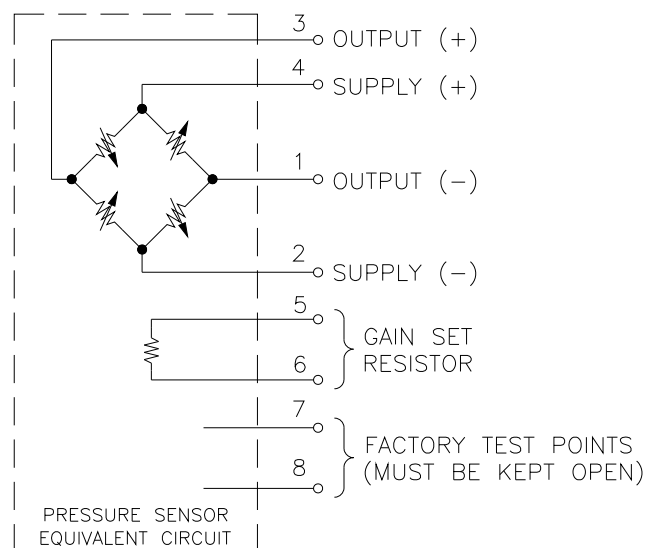 3 OUTPUT (+)
4 SUPPLY (+)
1 OUTPUT (-)
2 SUPPLY (-)
5
GAIN SET
RESISTOR
6
7
FACTORY TEST POINTS
(MUST BE KEPT OPEN)
8
PRESSURE SENSOR
EQUIVALENT CIRCUIT